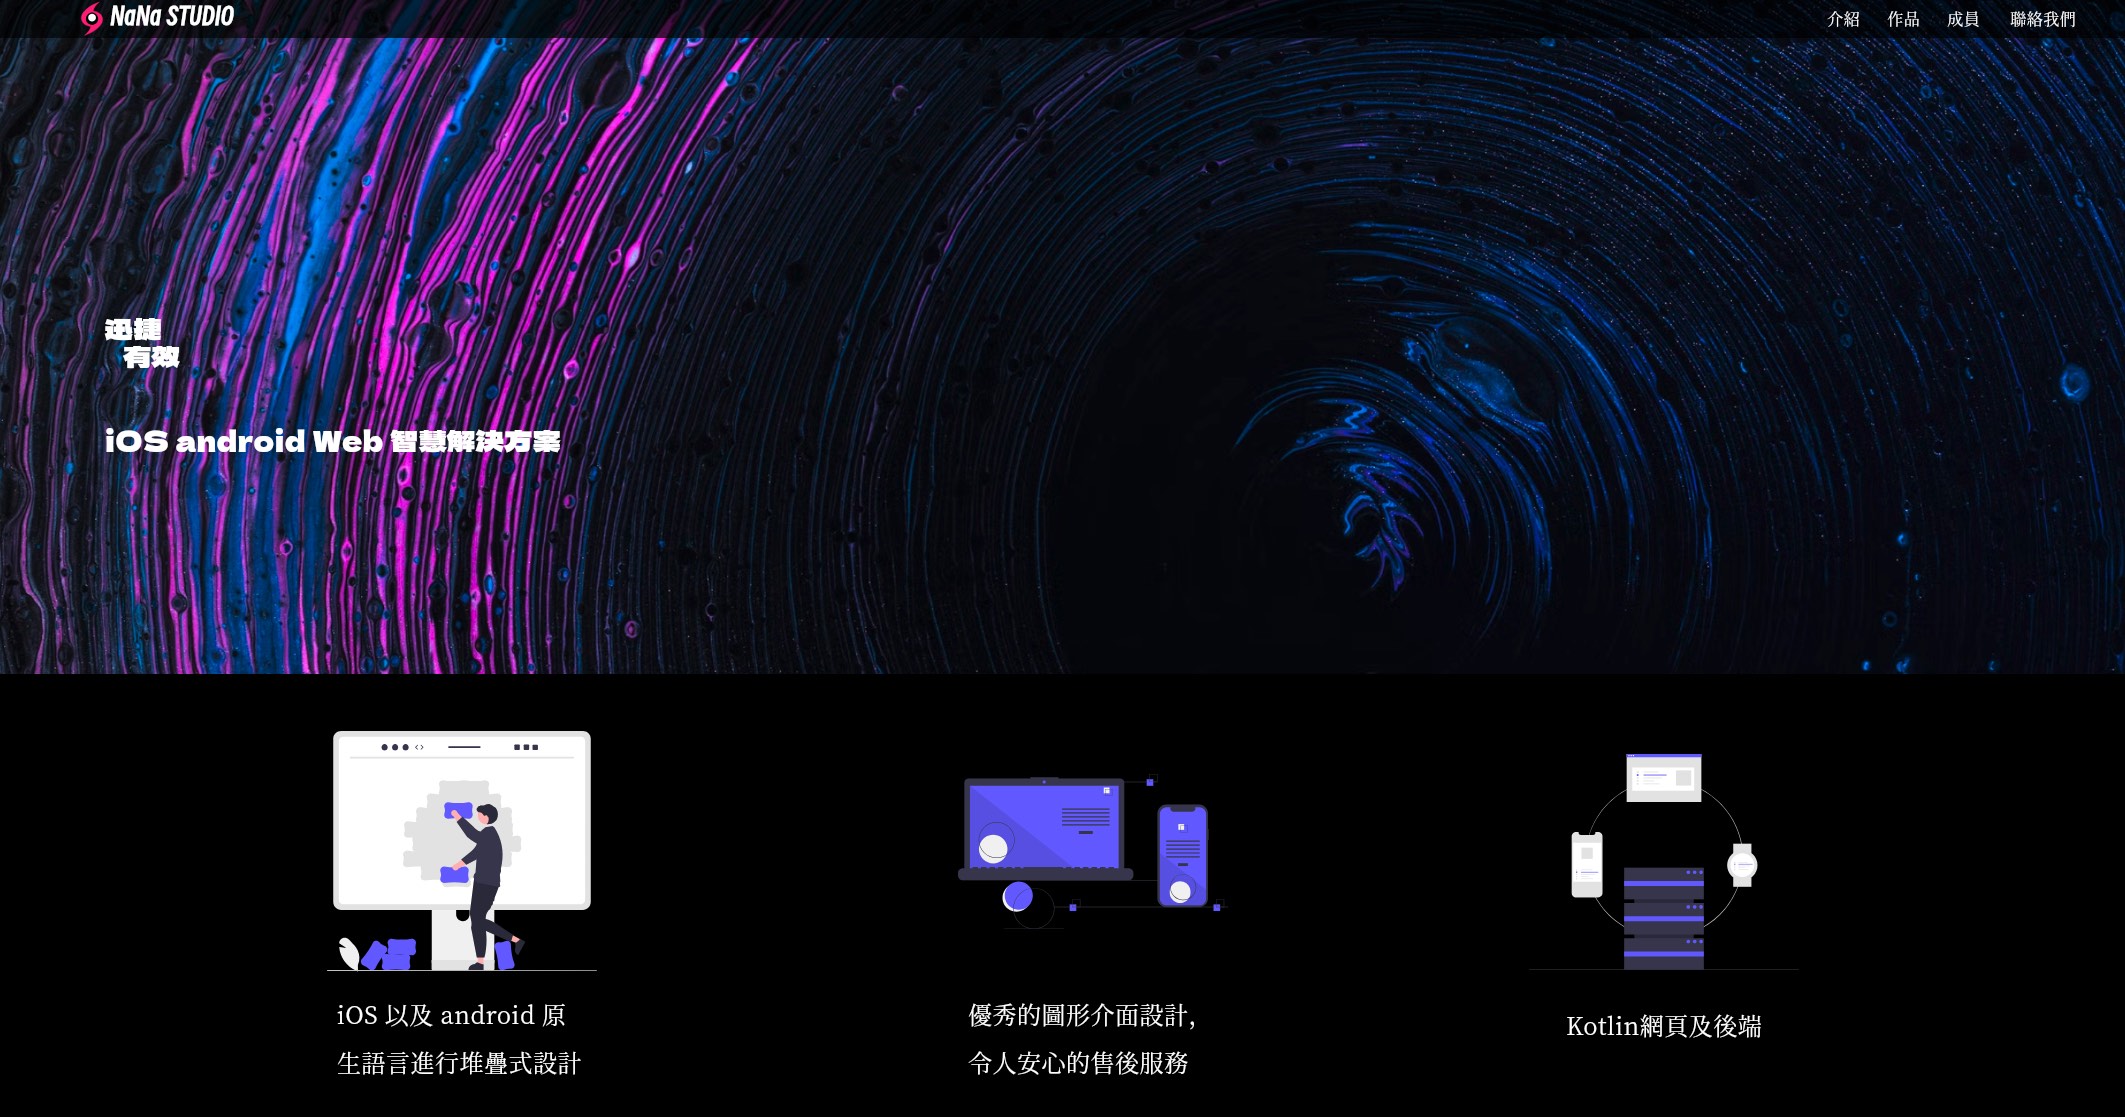 NaNa STUDIO
介紹 作品 成員 聯絡我們
迅捷
有效
iOS android Web 智慧解決方案
iOS 以及 android 原
生語言進行堆疊式設計
優秀的圖形介面設計，
令人安心的售後服務
Kotlin網頁及後端